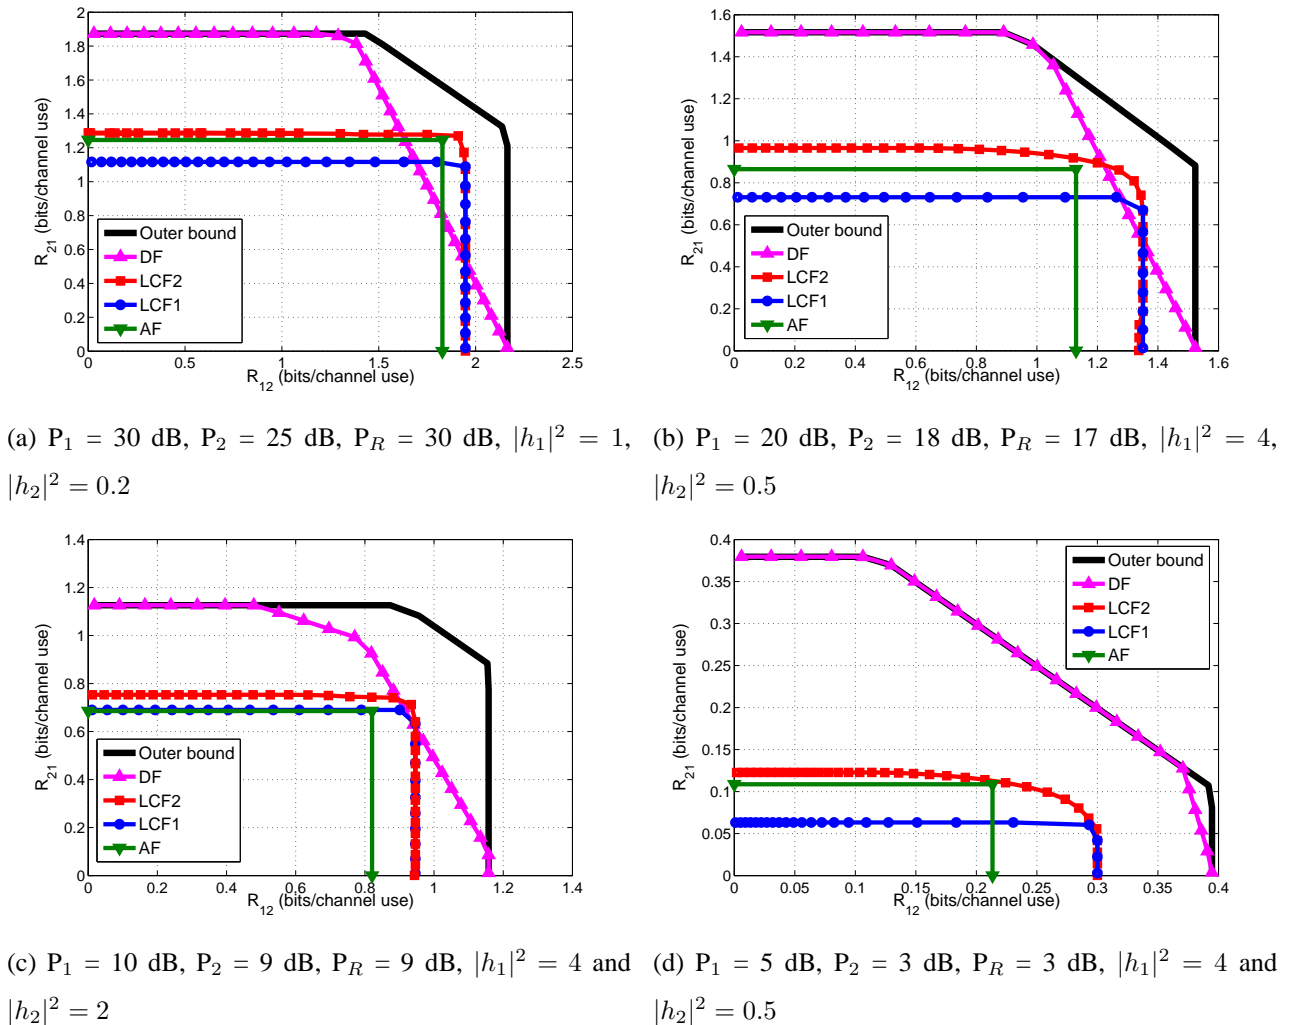 2
1.8
1.6
1.4
1.2
1
0.8
0.6
0.4
0.2
0
R21 (bits/channel use)
Outer bound
DF
LCF2
LCF1
AF
0 0.5 1 1.5 2 2.5
R12 (bits/channel use)
1.6
1.4
1.2
1
0.8
0.6
0.4
0.2
0
R21 (bits/channel use)
Outer bound
DF
LCF2
LCF1
AF
0 0.2 0.4 0.6 0.8 1 1.2 1.4 1.6
R12 (bits/channel use)
(a) P1 = 30 dB, P2 = 25 dB, PR = 30 dB, |h1|² = 1,
|h2|² = 0.2
(b) P1 = 20 dB, P2 = 18 dB, PR = 17 dB, |h1|² = 4,
|h2|² = 0.5
1.4
1.2
1
0.8
0.6
0.4
0.2
0
R21 (bits/channel use)
Outer bound
DF
LCF2
LCF1
AF
0 0.2 0.4 0.6 0.8 1 1.2 1.4
R12 (bits/channel use)
0.4
0.35
0.3
0.25
0.2
0.15
0.1
0.05
0
R21 (bits/channel use)
Outer bound
DF
LCF2
LCF1
AF
0 0.05 0.1 0.15 0.2 0.25 0.3 0.35 0.4
R12 (bits/channel use)
(c) P1 = 10 dB, P2 = 9 dB, PR = 9 dB, |h1|² = 4 and
|h2|² = 2
(d) P1 = 5 dB, P2 = 3 dB, PR = 3 dB, |h1|² = 4 and
|h2|² = 0.5